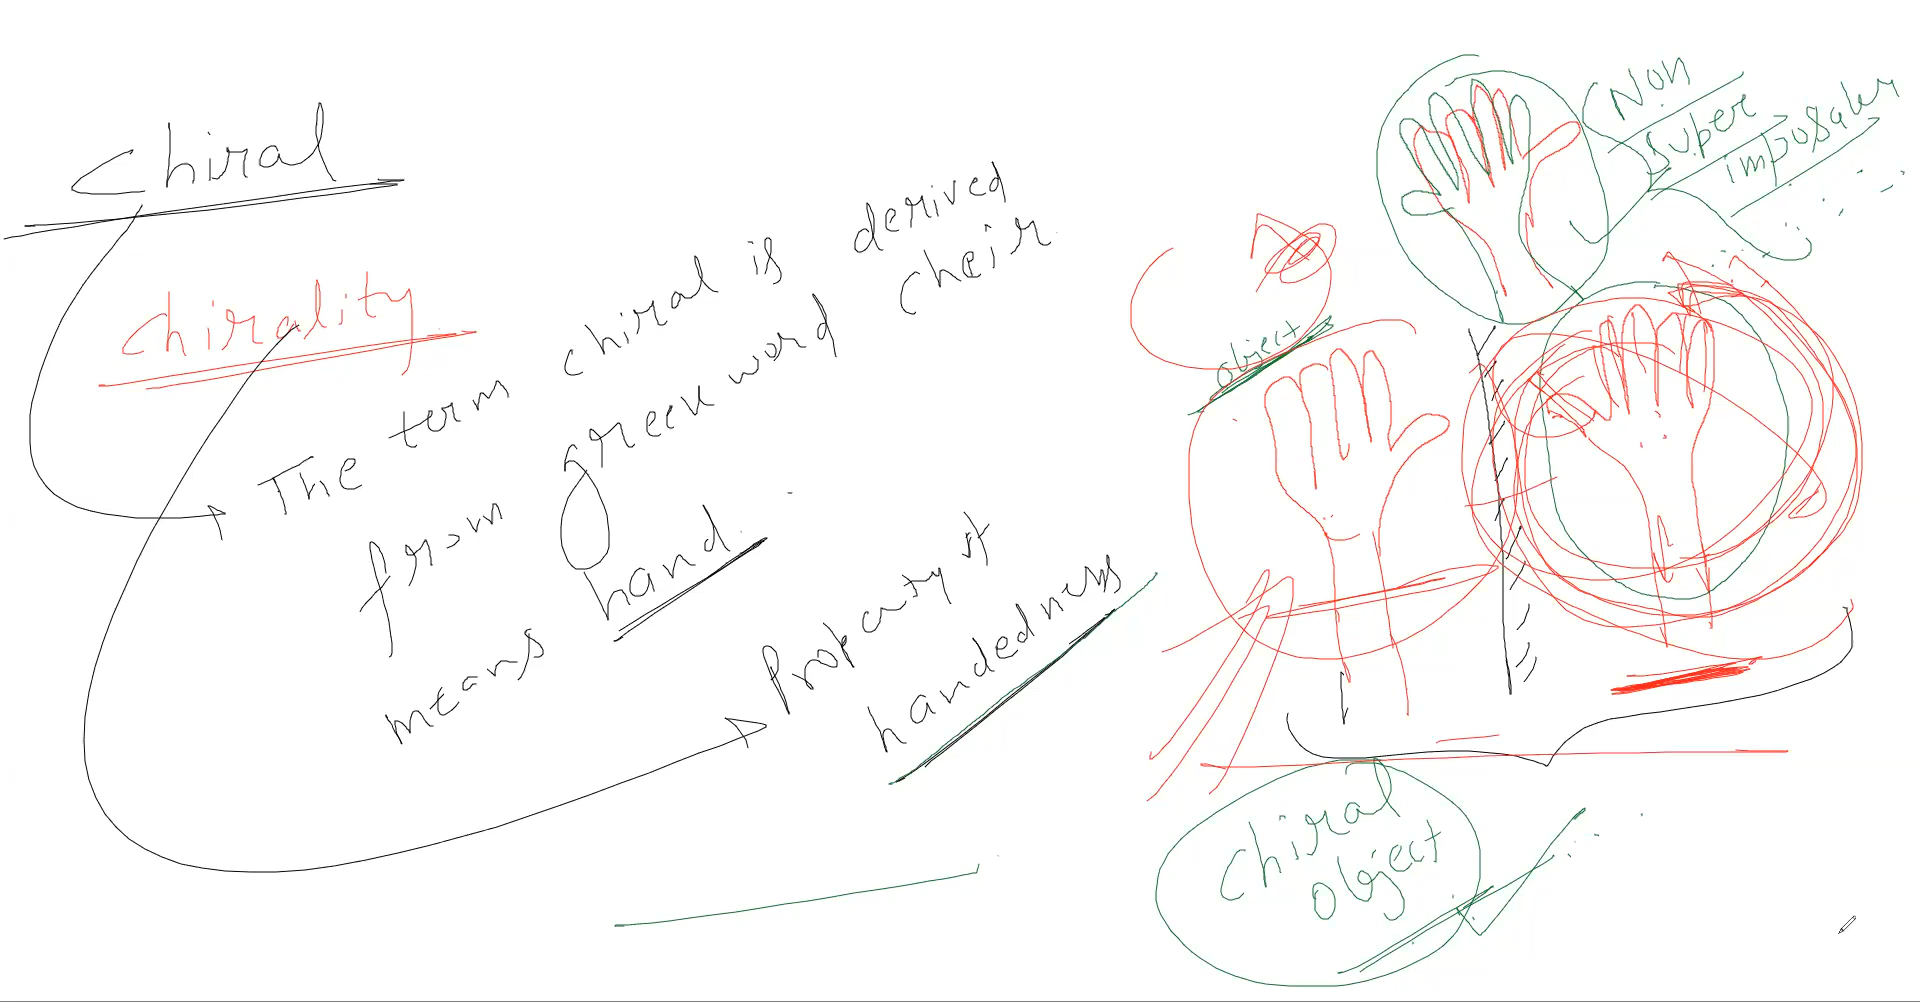 chiral
chirality
The term chiral is derived
from greek word cheir
means hand.
Property of
handedness
object
Non
super
imposable
chiral
object